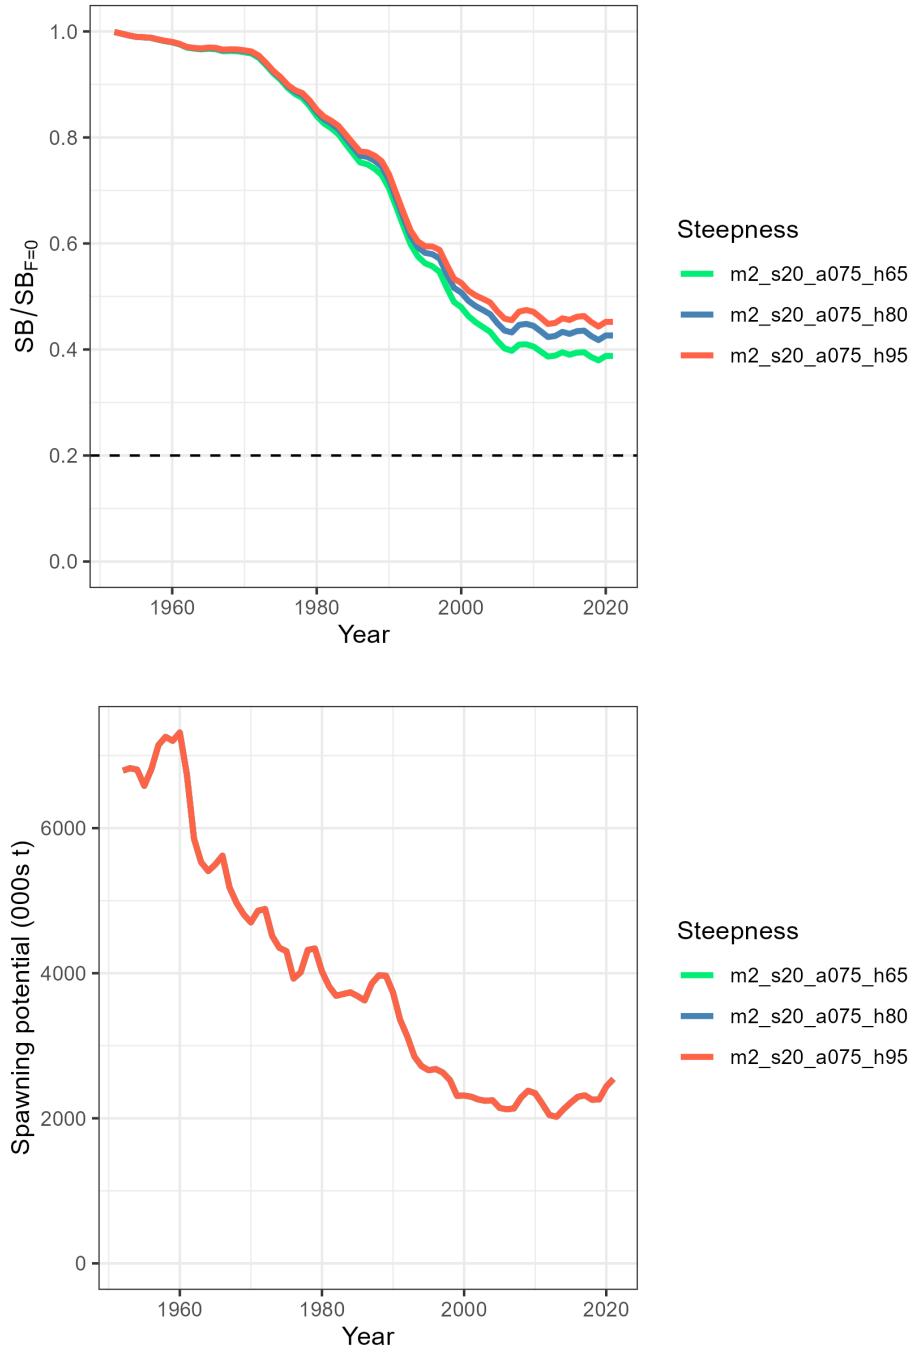 1.0
0.8
0.6
0.4
0.2
0.0
SB/SB_F=0
1960 1980 2000 2020
Year
Steepness
m2_s20_a075_h65
m2_s20_a075_h80
m2_s20_a075_h95
6000
4000
2000
0
Spawning potential (000s t)
1960 1980 2000 2020
Year
Steepness
m2_s20_a075_h65
m2_s20_a075_h80
m2_s20_a075_h95